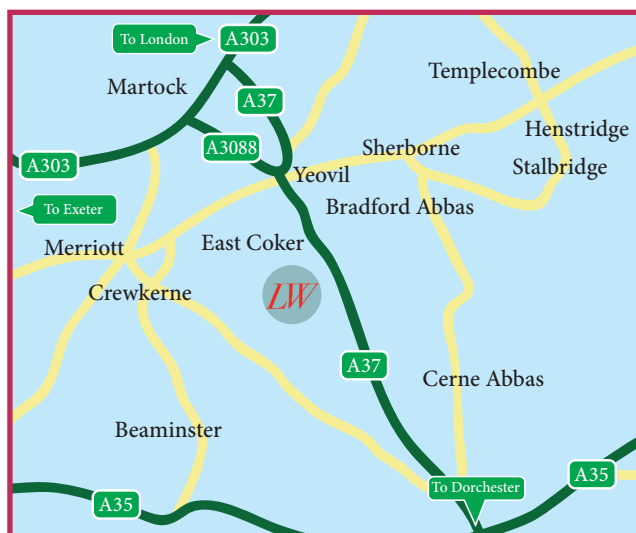 To London
A303
Templecombe
Martock
A37
Henstridge
A3088
Sherborne
Stalbridge
A303
Yeovil
To Exeter
Bradford Abbas
East Coker
Merriott
Crewkerne
LW
A37
Cerne Abbas
Beaminster
A35
To Dorchester
A35